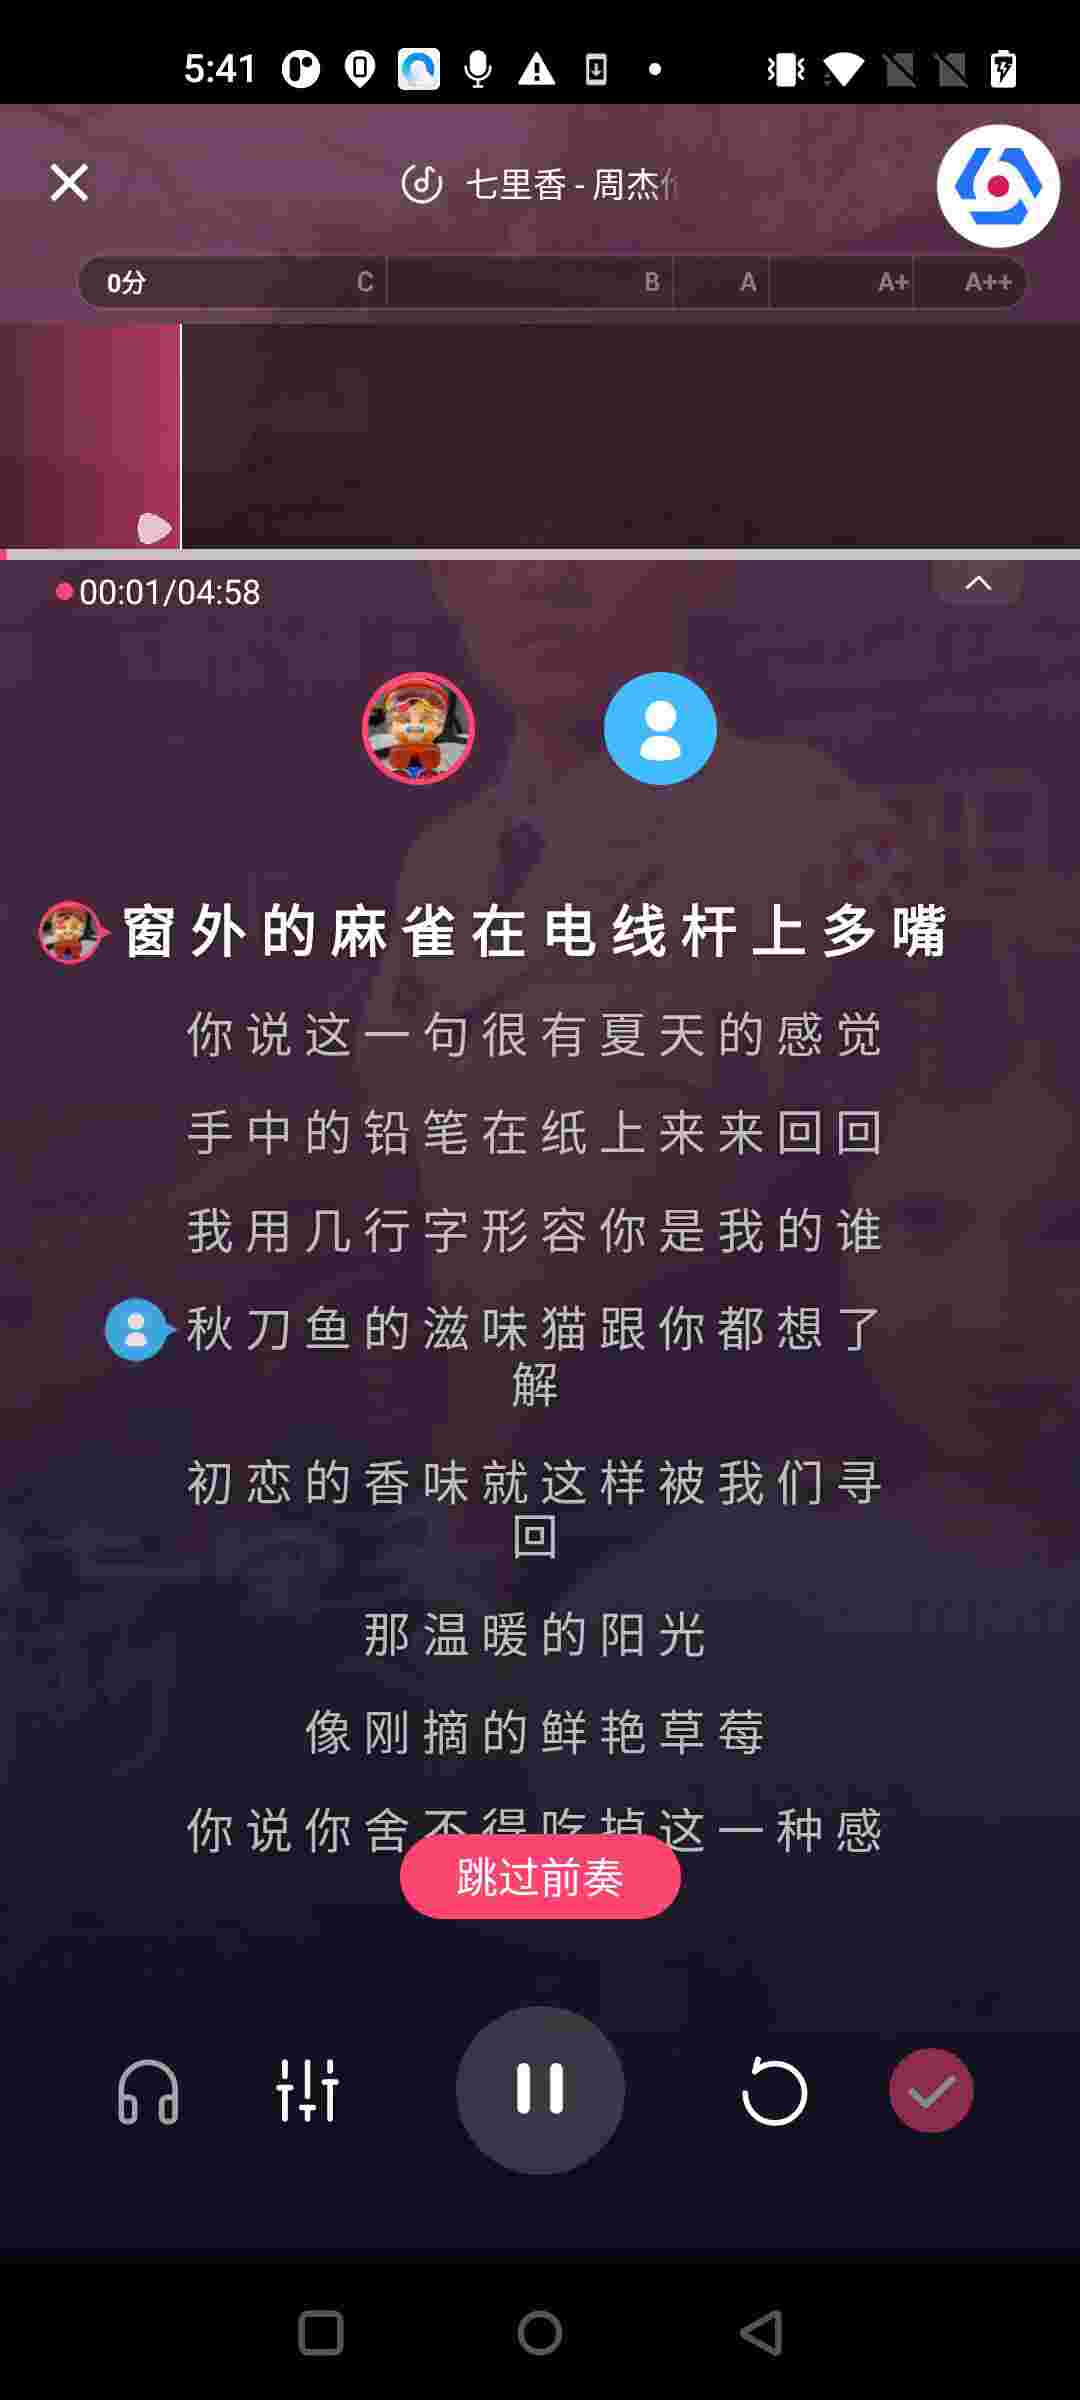 5:41
七里香 - 周杰
0分 C B A A+ A++
00:01/04:58
窗外的麻雀在电线杆上多嘴
你说这一句很有夏天的感觉
手中的铅笔在纸上来来回回
我用几行字形容你是我的谁
秋刀鱼的滋味猫跟你都想了
解
初恋的香味就这样被我们寻
回
那温暖的阳光
像刚摘的鲜艳草莓
你说你舍不得吃掉这一种感
跳过前奏